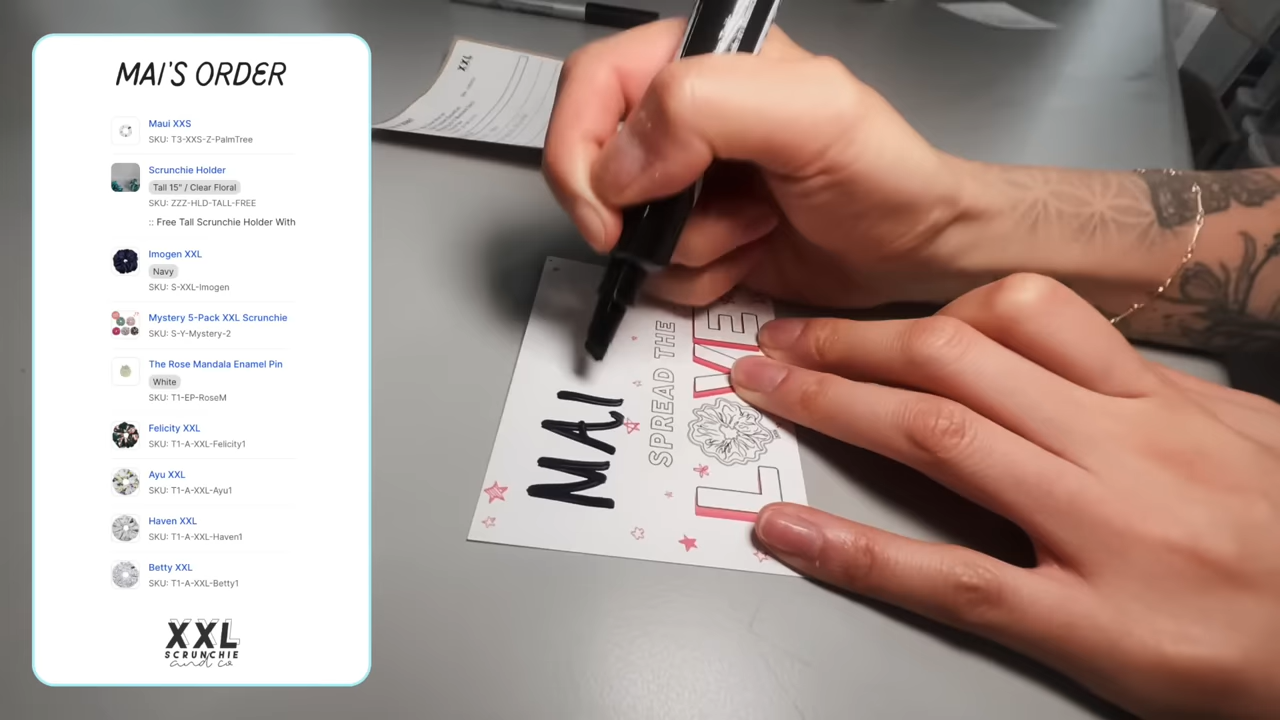 MAI'S ORDER
Maui XXS
SKU: T3-XXS-Z-PalmTree
Scrunchie Holder
Tall 15" / Clear Floral
SKU: ZZZ-HLD-TALL-FREE
:: Free Tall Scrunchie Holder With
Imogen XXL
Navy
SKU: S-XXL-Imogen
Mystery 5-Pack XXL Scrunchie
SKU: S-Y-Mystery-2
The Rose Mandala Enamel Pin
White
SKU: T1-EP-RoseM
Felicity XXL
SKU: T1-A-XXL-Felicity1
Ayu XXL
SKU: T1-A-XXL-Ayu1
Haven XXL
SKU: T1-A-XXL-Haven1
Betty XXL
SKU: T1-A-XXL-Betty1
XXL
SCRUNCHIE
and co
XXL
MAI
SPREAD THE
LOVE